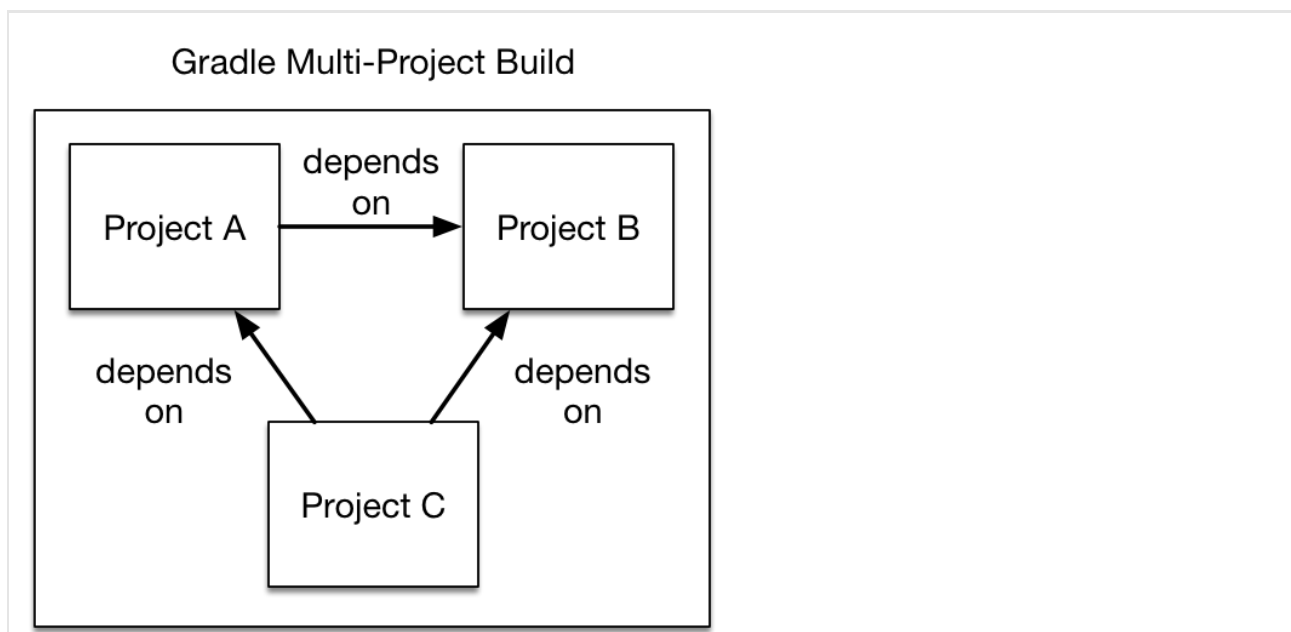 Gradle Multi-Project Build
depends
on
Project A
Project B
depends
on
depends
on
Project C